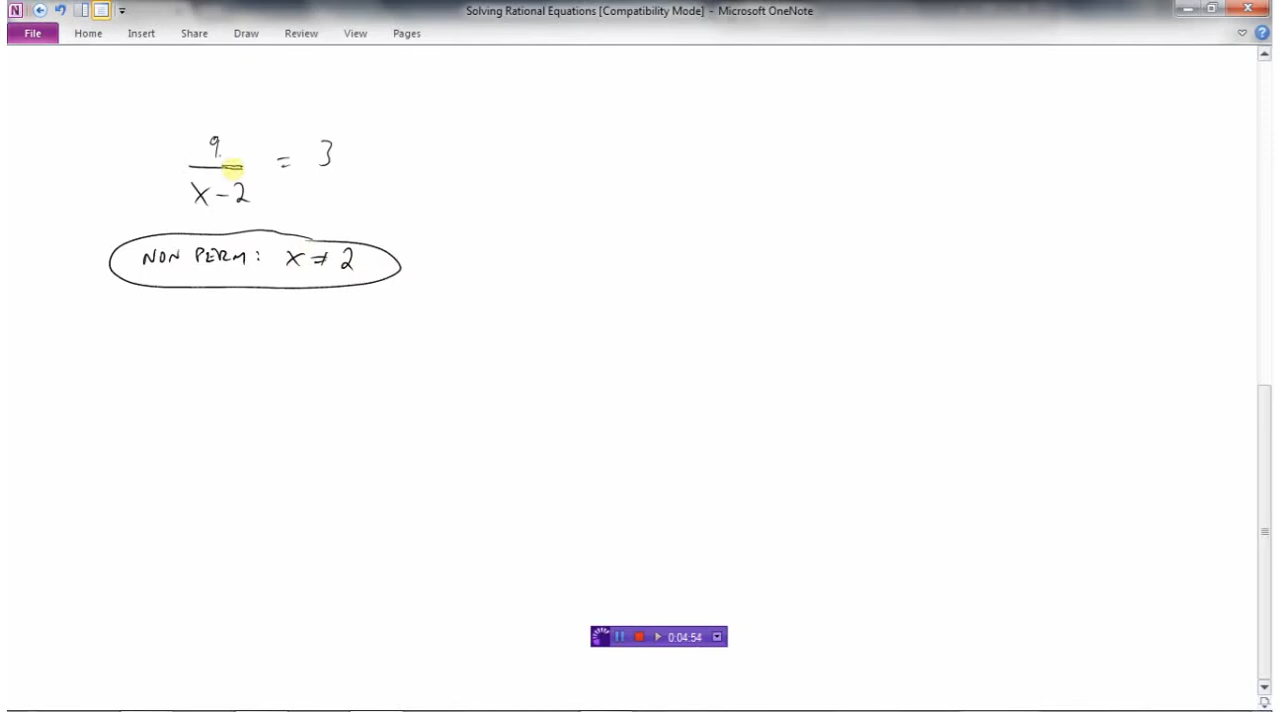 Solving Rational Equations [Compatibility Mode] - Microsoft OneNote
File Home Insert Share Draw Review View Pages
9
= 3
x - 2
NON PERM: x ≠ 2
0:04:54